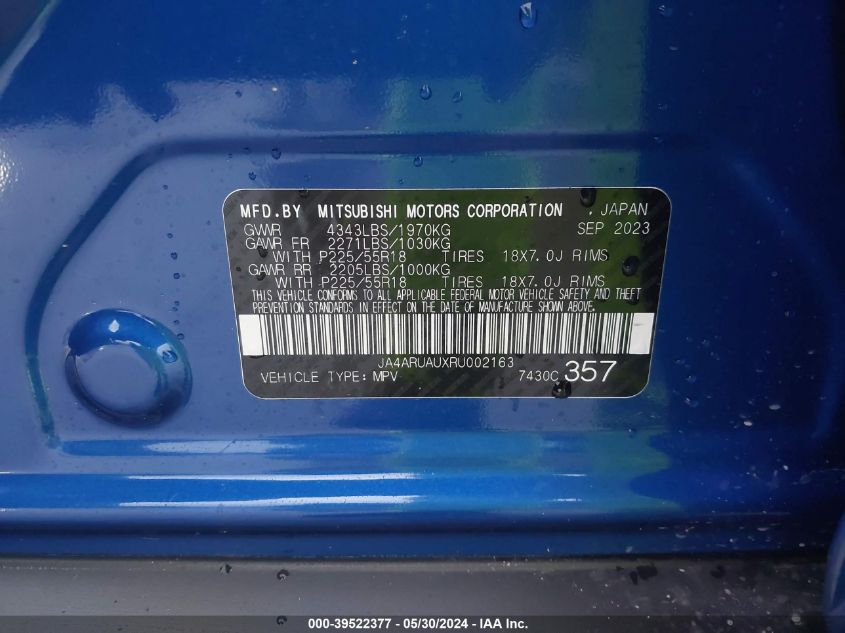 MFD.BY MITSUBISHI MOTORS CORPORATION , JAPAN
GVWR 4343LBS/1970KG SEP 2023
GAWR FR 2271LBS/1030KG
WITH P225/55R18 TIRES 18X7.0J RIMS
GAWR RR 2205LBS/1000KG
WITH P225/55R18 TIRES 18X7.0J RIMS
THIS VEHICLE CONFORMS TO ALL APPLICABLE FEDERAL MOTOR VEHICLE SAFETY AND THEFT
PREVENTION STANDARDS IN EFFECT ON THE DATE OF MANUFACTURE SHOWN ABOVE.
JA4ARUAUXRU002163
VEHICLE TYPE: MPV 7430C 357
000-39522377 - 05/30/2024 - IAA Inc.